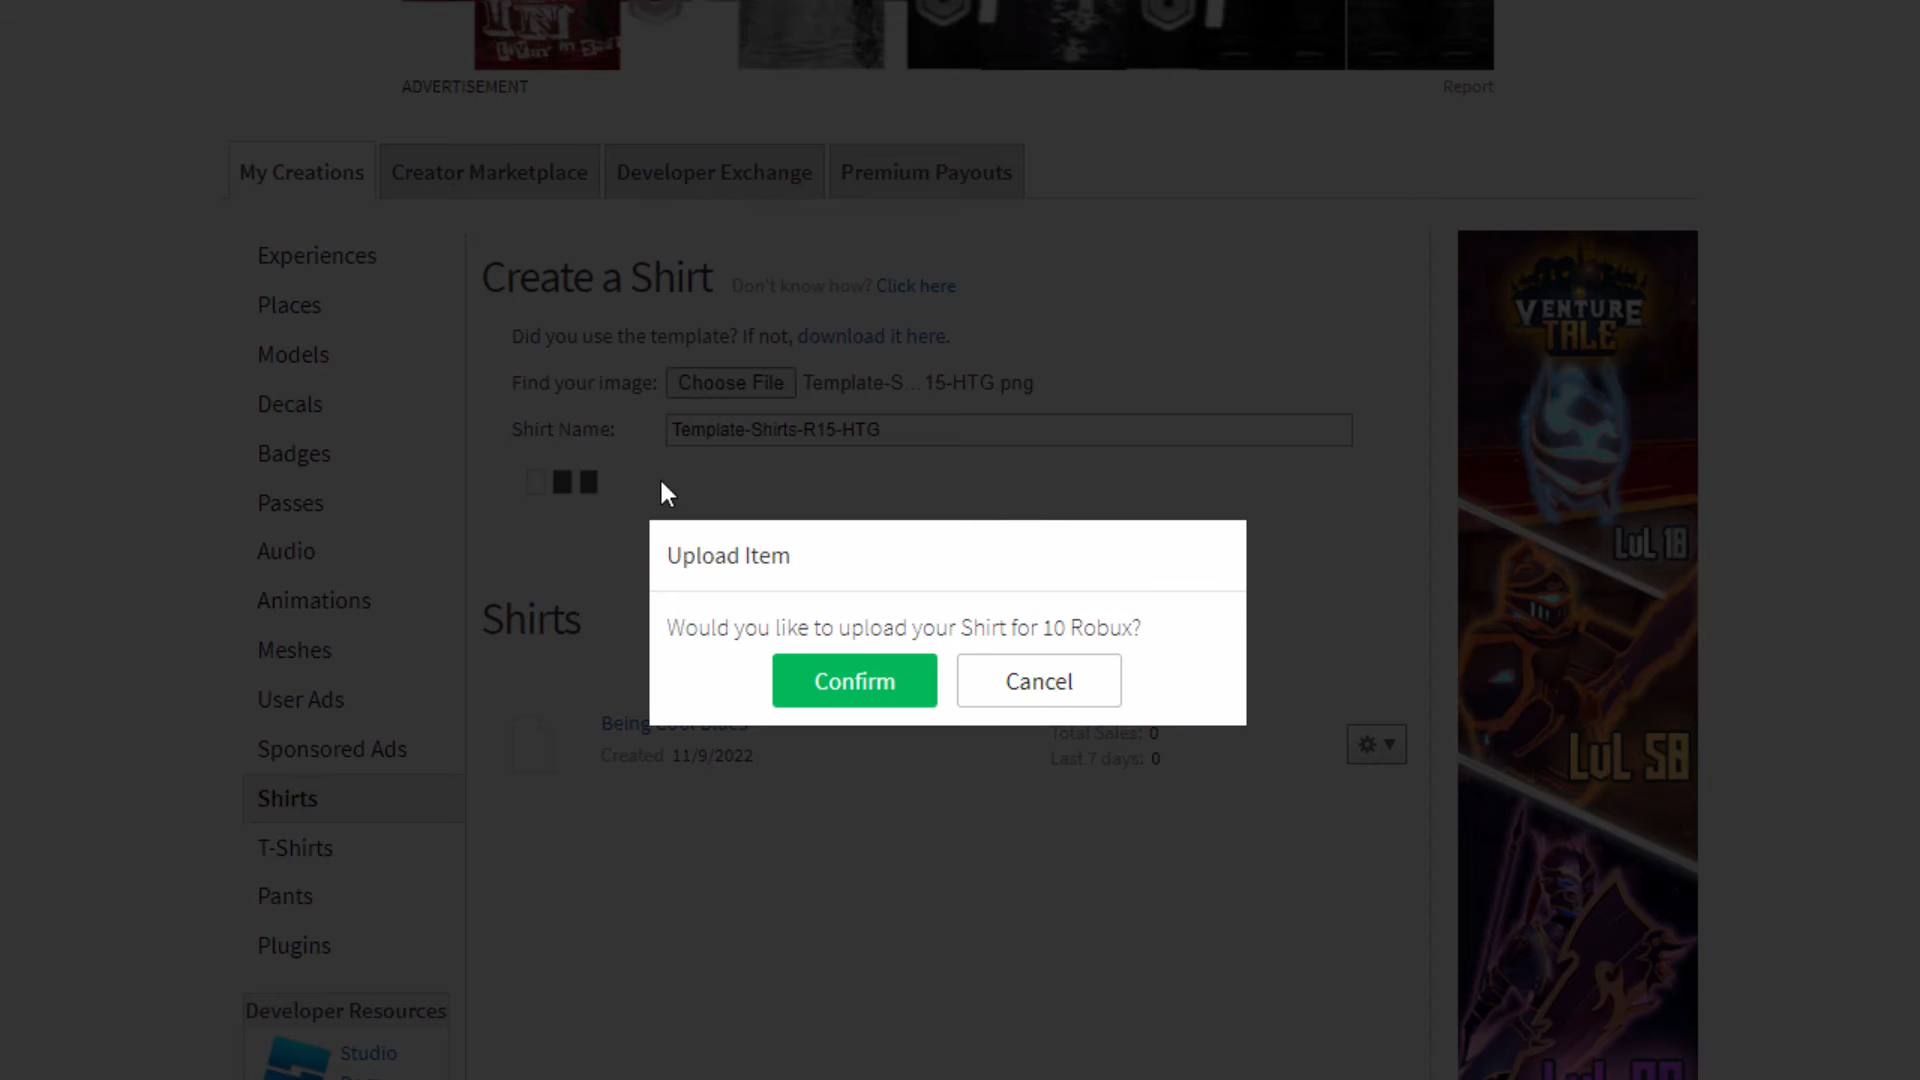 IN
ADVERTISEMENT
Report
My Creations
Creator Marketplace
Developer Exchange
Premium Payouts
Experiences
Places
Models
Decals
Badges
Passes
Audio
Animations
Meshes
User Ads
Sponsored Ads
Shirts
T-Shirts
Pants
Plugins
Developer Resources
Studio
Create a Shirt Don't know how? Click here
Did you use the template? If not, download it here.
Find your image: Choose File Template-S...15-HTG.png
Shirt Name: Template-Shirts-R15-HTG
Upload Item
Would you like to upload your Shirt for 10 Robux?
Confirm
Cancel
Shirts
Being Cool Blues
Created 11/9/2022
Total Sales: 0
Last 7 days: 0
VENTURE
TALE
LVL 18
LVL 58